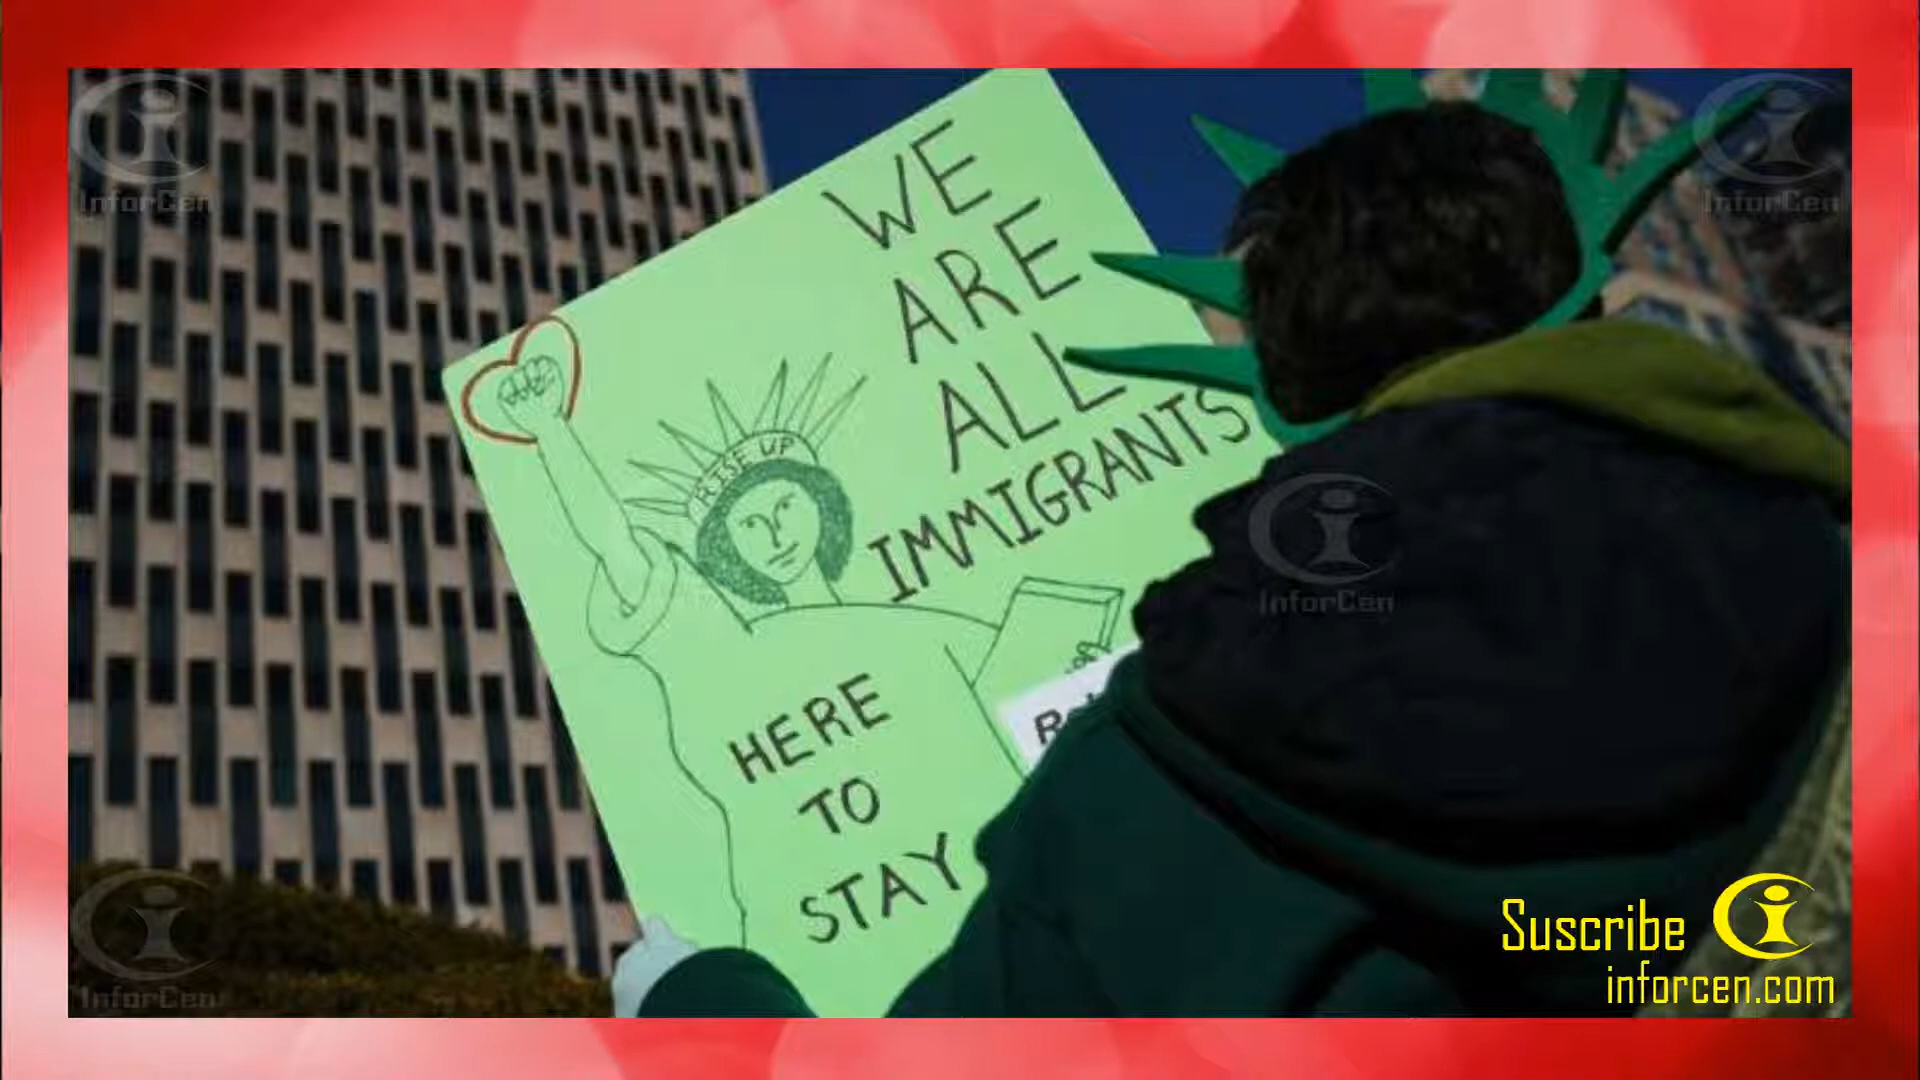 InforCen
InforCen
WE
ARE
ALL
IMMIGRANTS
RISE UP
InforCen
HERE
TO
STAY
Suscribe
inforcen.com
InforCen